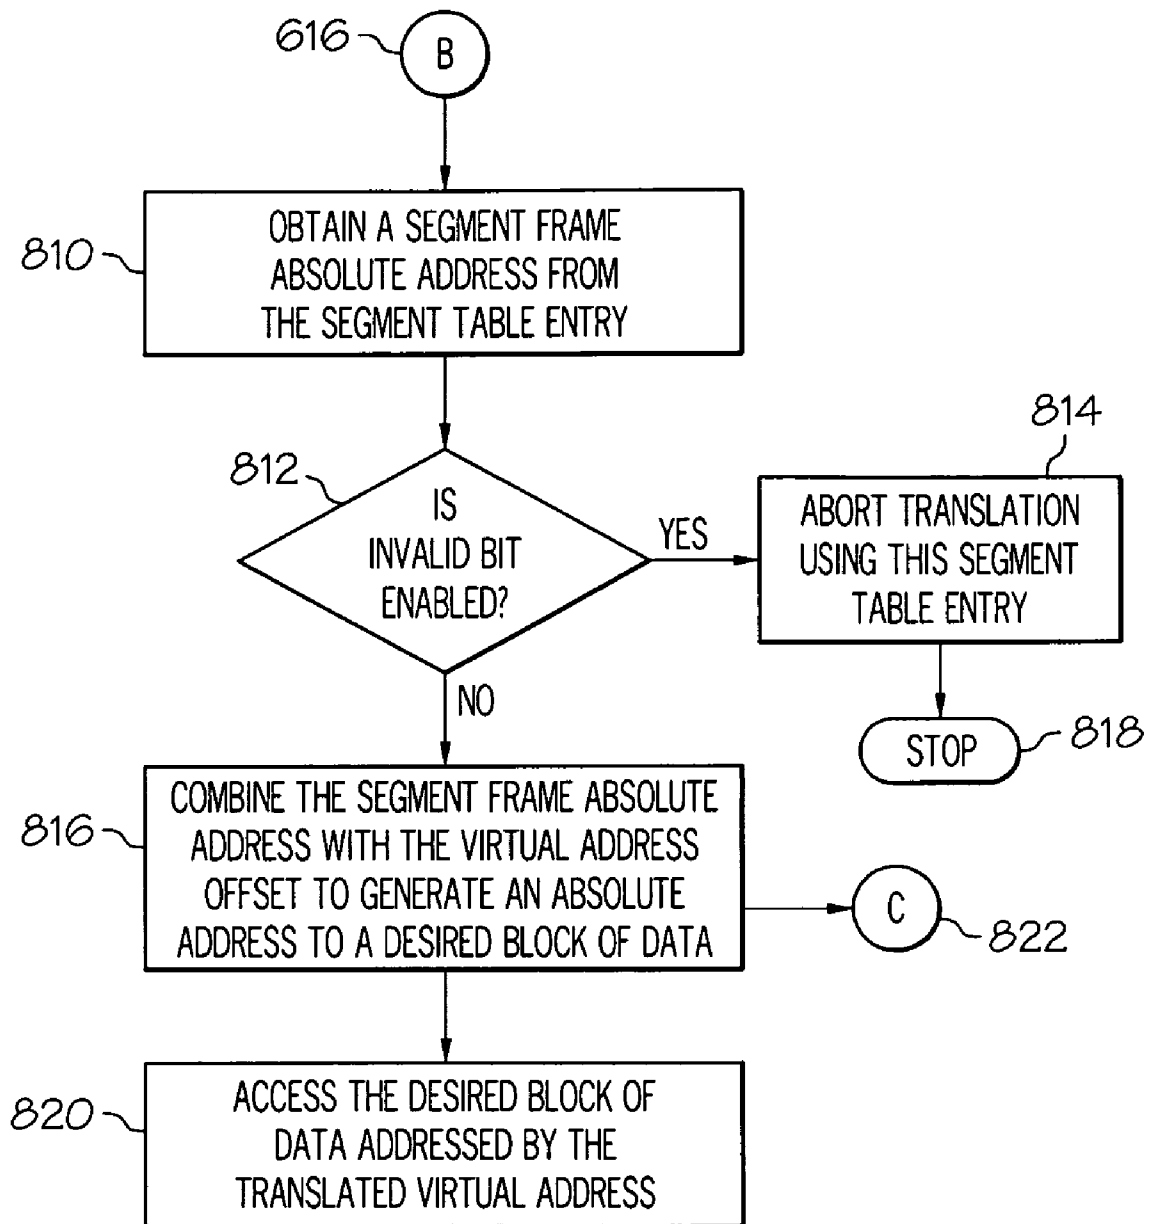 616
B
810
OBTAIN A SEGMENT FRAME
ABSOLUTE ADDRESS FROM
THE SEGMENT TABLE ENTRY
812
IS
INVALID BIT
ENABLED?
YES
814
ABORT TRANSLATION
USING THIS SEGMENT
TABLE ENTRY
STOP
818
NO
816
COMBINE THE SEGMENT FRAME ABSOLUTE
ADDRESS WITH THE VIRTUAL ADDRESS
OFFSET TO GENERATE AN ABSOLUTE
ADDRESS TO A DESIRED BLOCK OF DATA
C
822
820
ACCESS THE DESIRED BLOCK OF
DATA ADDRESSED BY THE
TRANSLATED VIRTUAL ADDRESS